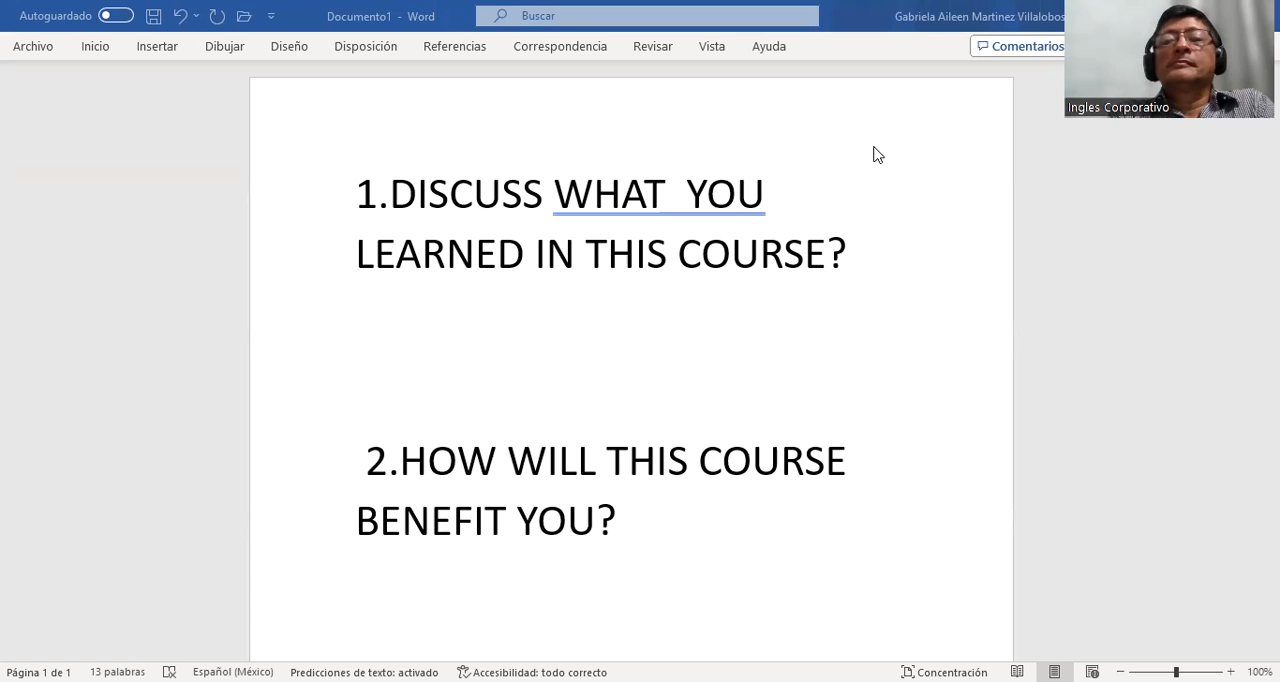 Autoguardado
Documento1 - Word
Buscar
Gabriela Aileen Martinez Villalobos
Archivo Inicio Insertar Dibujar Diseño Disposición Referencias Correspondencia Revisar Vista Ayuda
Comentarios
Ingles Corporativo
1.DISCUSS WHAT  YOU
LEARNED IN THIS COURSE?
2.HOW WILL THIS COURSE
BENEFIT YOU?
Página 1 de 1 13 palabras Español (México) Predicciones de texto: activado Accesibilidad: todo correcto Concentración 100%